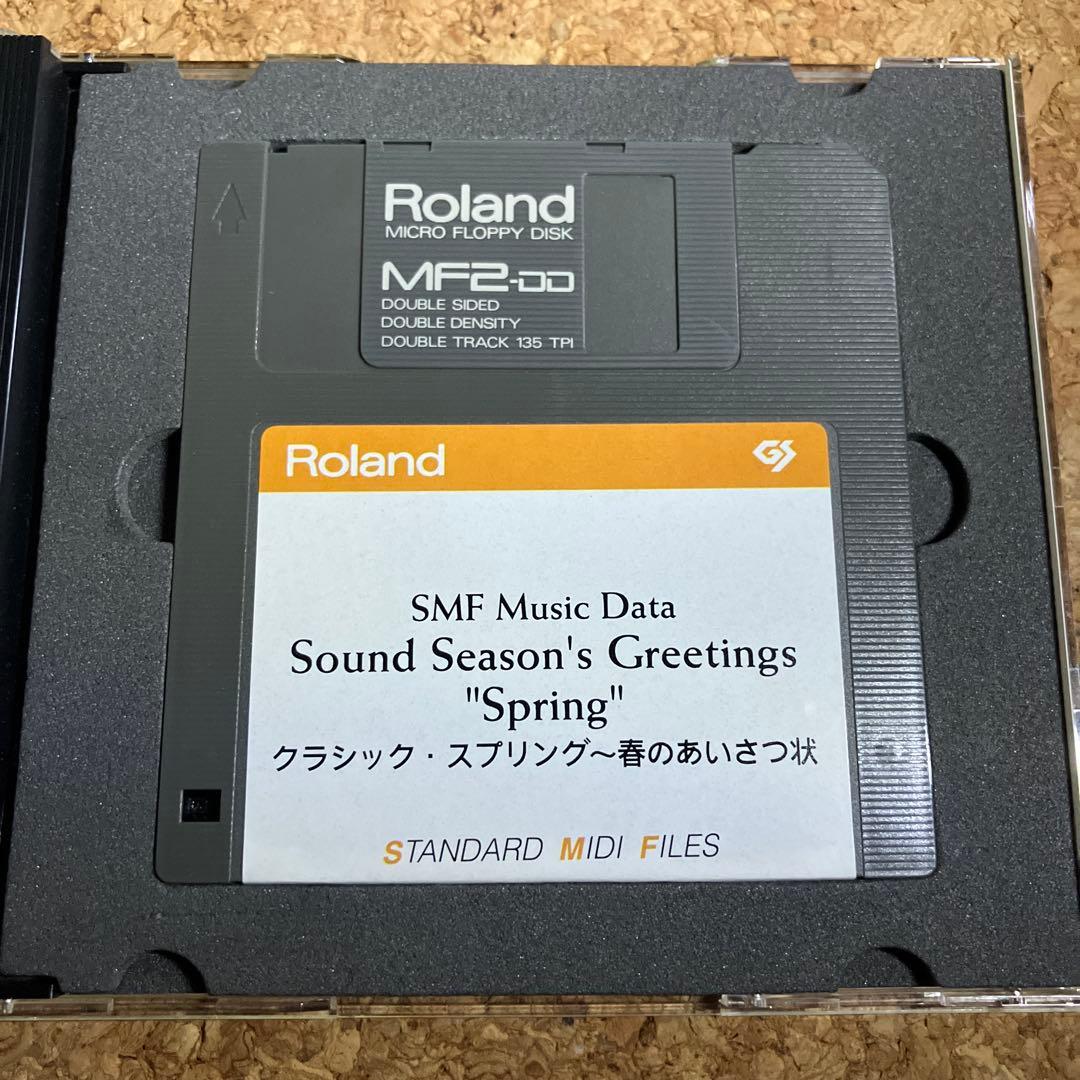 Roland
MICRO FLOPPY DISK
MF2-DD
DOUBLE SIDED
DOUBLE DENSITY
DOUBLE TRACK 135 TPI
Roland
GS
SMF Music Data
Sound Season's Greetings
"Spring"
クラシック・スプリング〜春のあいさつ状
STANDARD MIDI FILES